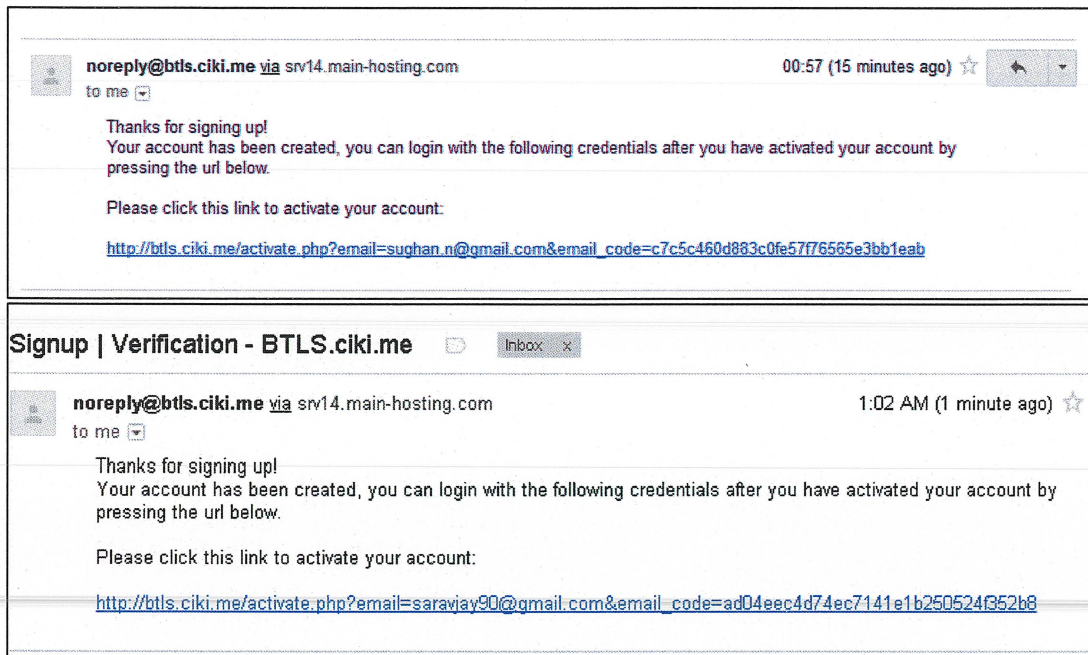 noreply@btls.ciki.me via srv14.main-hosting.com 00:57 (15 minutes ago)
to me
Thanks for signing up!
Your account has been created, you can login with the following credentials after you have activated your account by
pressing the url below.
Please click this link to activate your account:
http://btls.ciki.me/activate.php?email=sughan.n@gmail.com&email_code=c7c5c460d883c0fe57f76565e3bb1eab
Signup | Verification - BTLS.ciki.me Inbox x
noreply@btls.ciki.me via srv14.main-hosting.com 1:02 AM (1 minute ago)
to me
Thanks for signing up!
Your account has been created, you can login with the following credentials after you have activated your account by
pressing the url below.
Please click this link to activate your account:
http://btls.ciki.me/activate.php?email=saravjay90@gmail.com&email_code=ad04eec4d74ec7141e1b250524f352b8